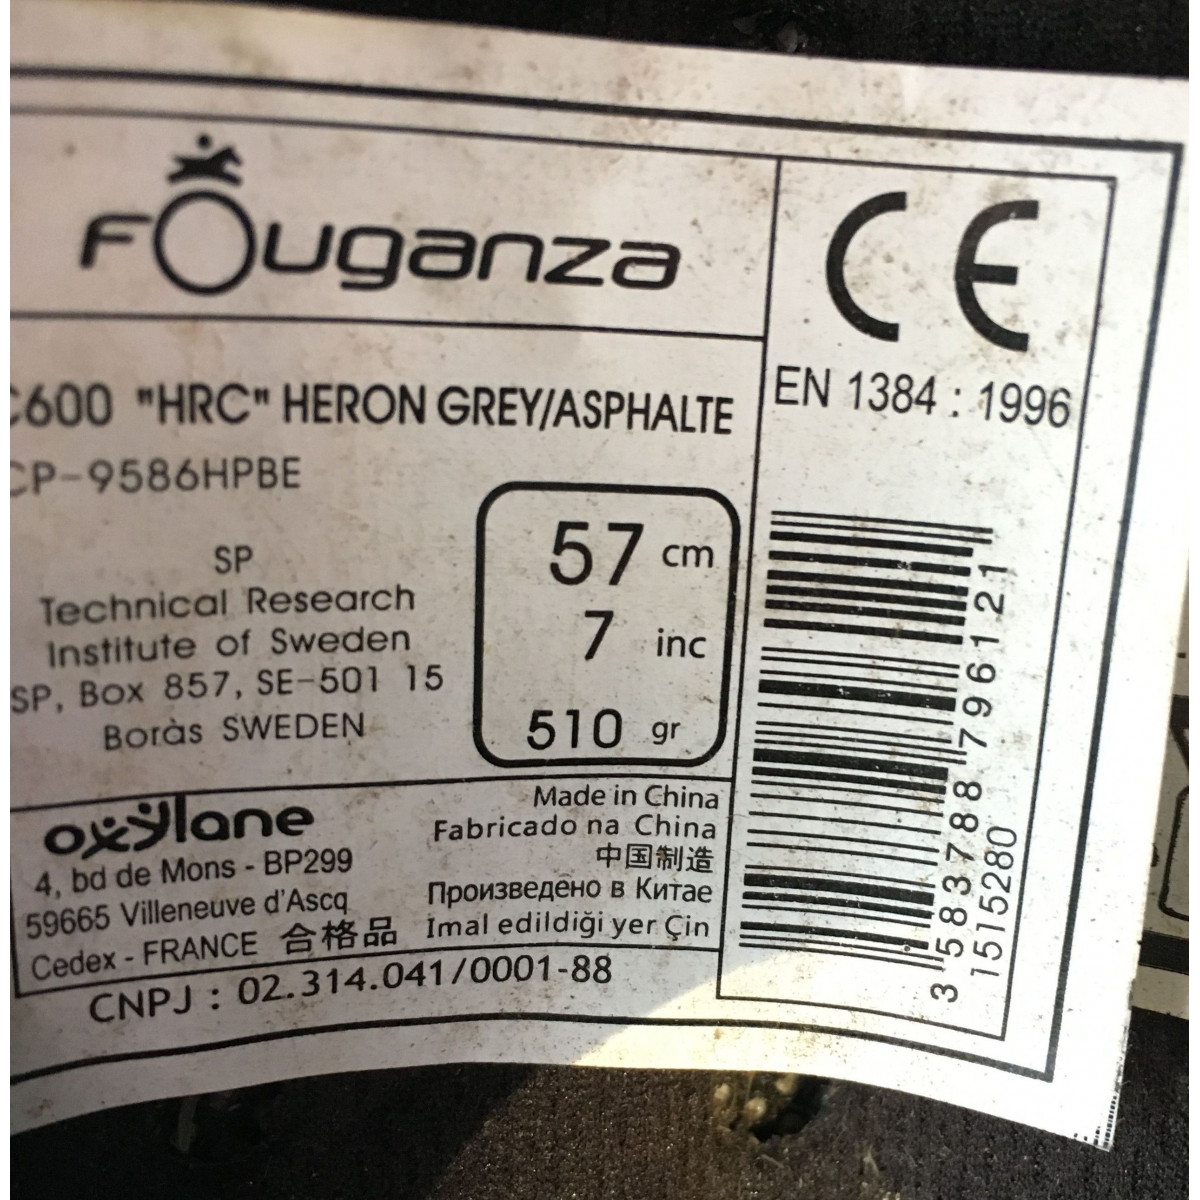 Fouganza
C600 "HRC" HERON GREY/ASPHALTE
CP-9586HPBE
SP
Technical Research
Institute of Sweden
SP, Box 857, SE-501 15
Boràs SWEDEN
57 cm
7 inc
510 gr
CE
EN 1384 : 1996
3 583788 796121
1515280
oxylane
4, bd de Mons - BP299
59665 Villeneuve d'Ascq
Cedex - FRANCE 合格品
Made in China
Fabricado na China
中国制造
Произведено в Китае
Imal edildiği yer Çin
CNPJ : 02.314.041/0001-88